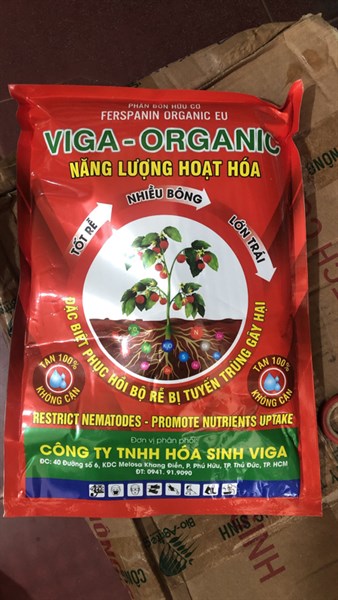 PHÂN BÓN HỮU CƠ
FERSPANIN ORGANIC EU
VIGA - ORGANIC
NĂNG LƯỢNG HOẠT HÓA
TỐT RỄ
NHIỀU BÔNG
LỚN TRÁI
ĐẶC BIỆT PHỤC HỒI BỘ RỄ BỊ TUYẾN TRÙNG GÂY HẠI
TAN 100%
KHÔNG CẶN
TAN 100%
KHÔNG CẶN
RESTRICT NEMATODES - PROMOTE NUTRIENTS UPTAKE
Đơn vị phân phối:
CÔNG TY TNHH HÓA SINH VIGA
ĐC: 40 Đường số 6, KDC Melosa Khang Điền, P. Phú Hữu, TP. Thủ Đức, TP. HCM
ĐT: 0941. 91.9090